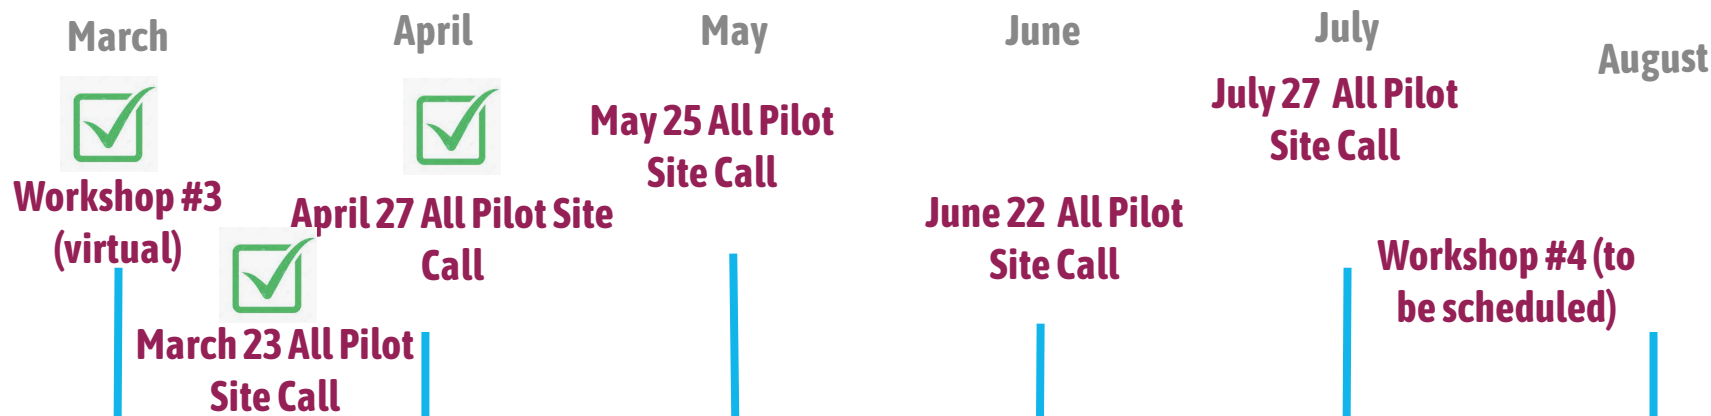 March
April
May
June
July
August
Workshop #3
(virtual)
March 23 All Pilot
Site Call
April 27 All Pilot Site
Call
May 25 All Pilot
Site Call
June 22 All Pilot
Site Call
July 27 All Pilot
Site Call
Workshop #4 (to
be scheduled)